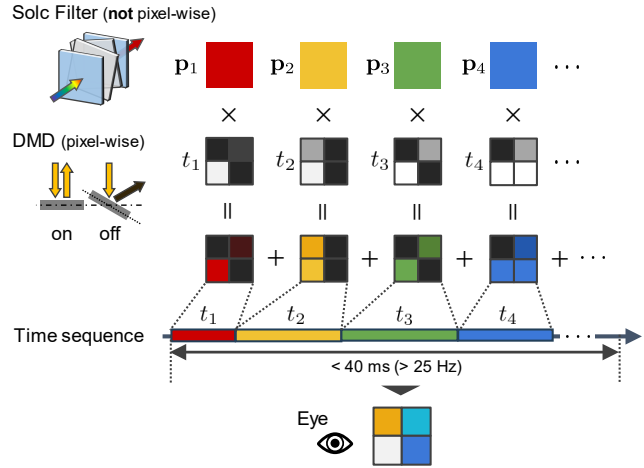 Solc Filter (not pixel-wise)
p1 p2 p3 p4 ···
× × × ×
DMD (pixel-wise)
t1 t2 t3 t4 ···
on off
= = = =
+ + + + ···
t1 t2 t3 t4
Time sequence ···
< 40 ms (> 25 Hz)
Eye